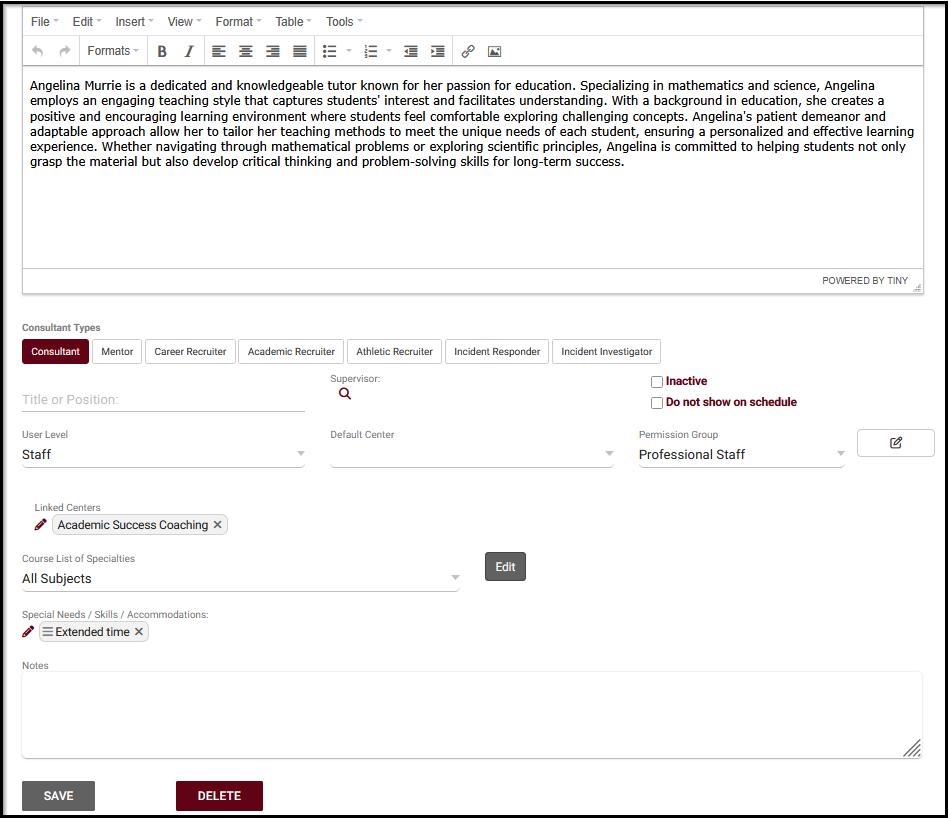 File Edit Insert View Format Table Tools
Formats B I
Angelina Murrie is a dedicated and knowledgeable tutor known for her passion for education. Specializing in mathematics and science, Angelina
employs an engaging teaching style that captures students' interest and facilitates understanding. With a background in education, she creates a
positive and encouraging learning environment where students feel comfortable exploring challenging concepts. Angelina's patient demeanor and
adaptable approach allow her to tailor her teaching methods to meet the unique needs of each student, ensuring a personalized and effective learning
experience. Whether navigating through mathematical problems or exploring scientific principles, Angelina is committed to helping students not only
grasp the material but also develop critical thinking and problem-solving skills for long-term success.
POWERED BY TINY
Consultant Types
Consultant Mentor Career Recruiter Academic Recruiter Athletic Recruiter Incident Responder Incident Investigator
Title or Position:
Supervisor:
Inactive
Do not show on schedule
User Level Default Center Permission Group
Staff Professional Staff
Linked Centers
Academic Success Coaching ✕
Course List of Specialties
All Subjects Edit
Special Needs / Skills / Accommodations:
Extended time ✕
Notes
SAVE DELETE